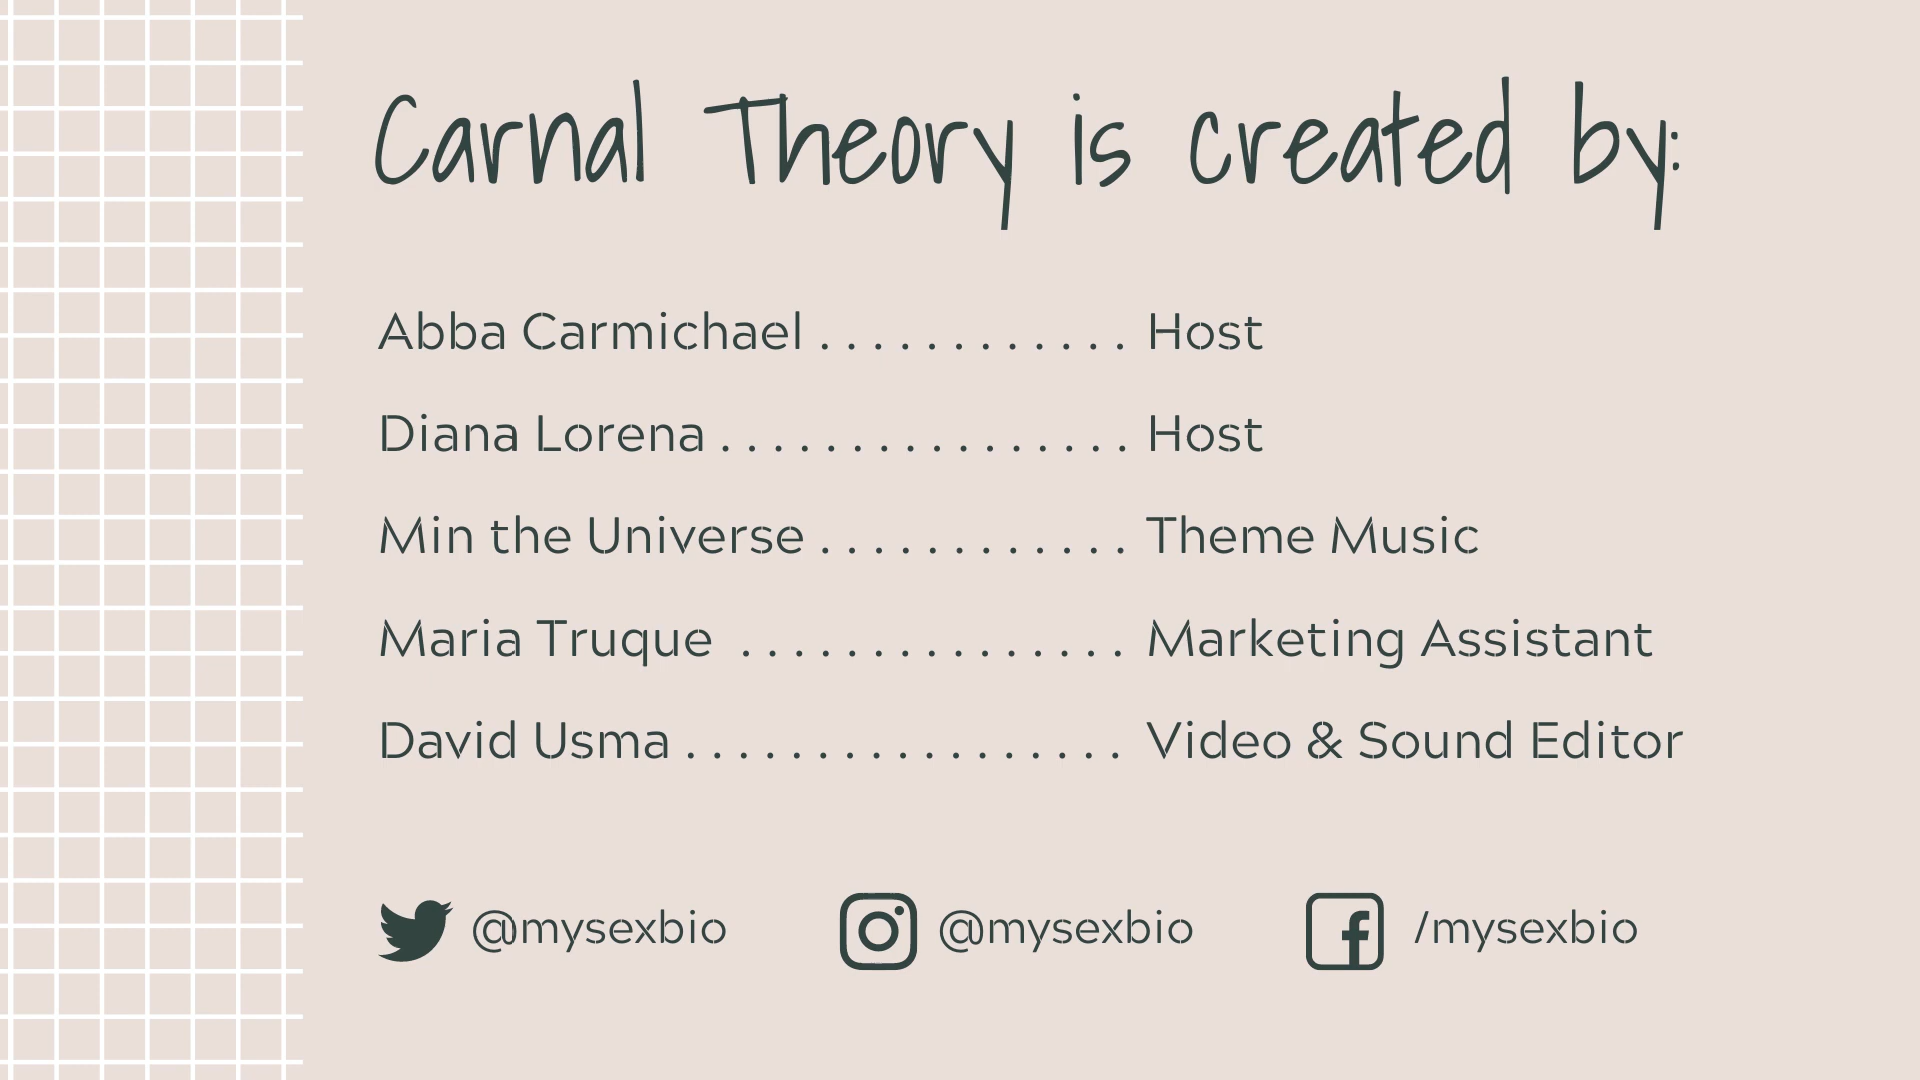 Carnal Theory is created by:
Abba Carmichael . . . . . . . . . . . . Host
Diana Lorena . . . . . . . . . . . . . . . . Host
Min the Universe . . . . . . . . . . . . Theme Music
Maria Truque . . . . . . . . . . . . . . . Marketing Assistant
David Usma . . . . . . . . . . . . . . . . . Video & Sound Editor
@mysexbio @mysexbio /mysexbio